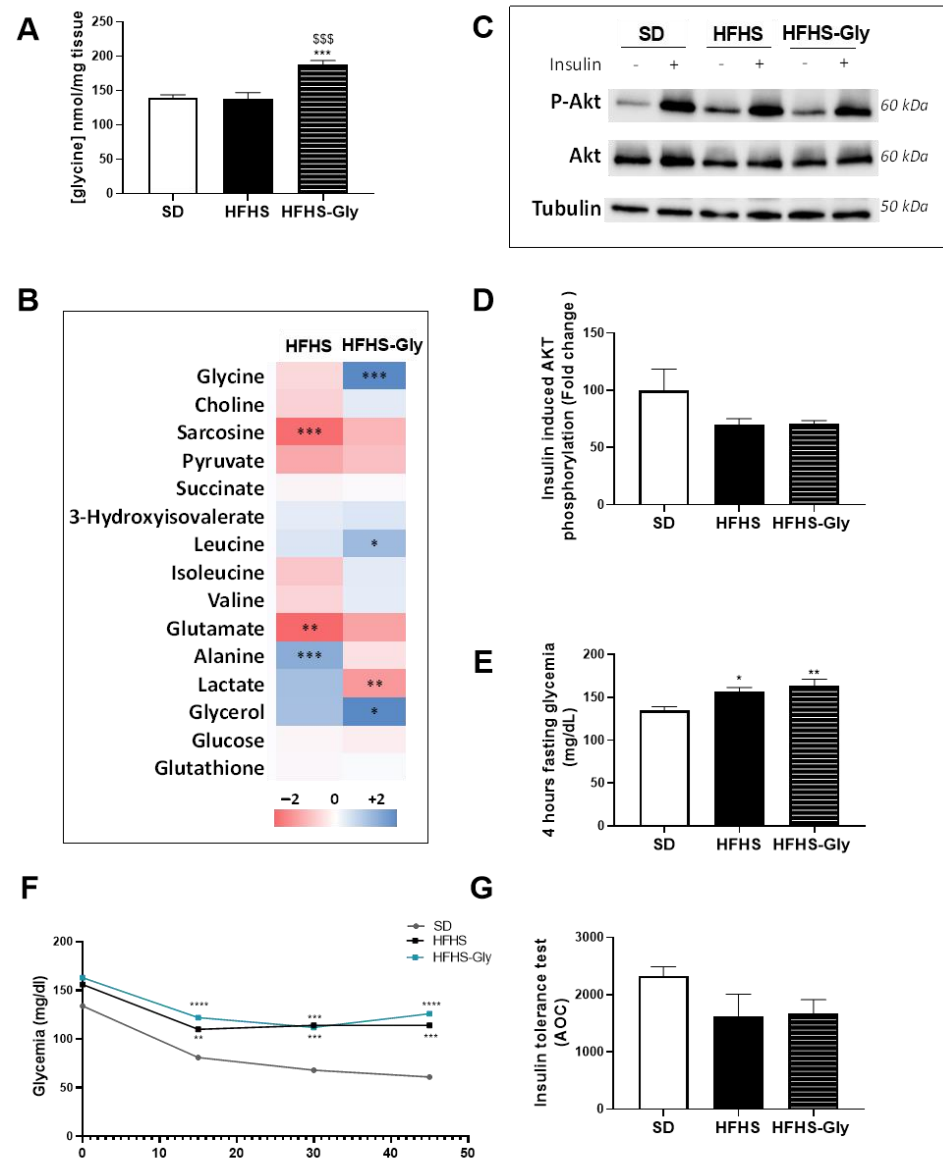 A
[glycine] nmol/mg tissue
250
200
150
100
50
0
$$$
***
SD HFHS HFHS-Gly
C
SD HFHS HFHS-Gly
Insulin - + - + - +
P-Akt 60 kDa
Akt 60 kDa
Tubulin 50 kDa
B
HFHS HFHS-Gly
Glycine ***
Choline
Sarcosine ***
Pyruvate
Succinate
3-Hydroxyisovalerate
Leucine *
Isoleucine
Valine
Glutamate **
Alanine ***
Lactate **
Glycerol *
Glucose
Glutathione
−2 0 +2
D
Insulin induced AKT
phosphorylation (Fold change )
150
100
50
0
SD HFHS HFHS-Gly
E
4 hours fasting glycemia
(mg/dL)
200
150
100
50
0
* **
SD HFHS HFHS-Gly
F
SD
HFHS
HFHS-Gly
Glycemia (mg/dl)
200
150
100
50
0
**** *** ****
** *** ***
0 10 20 30 40 50
G
Insulin tolerance test
(AOC)
3000
2000
1000
0
SD HFHS HFHS-Gly